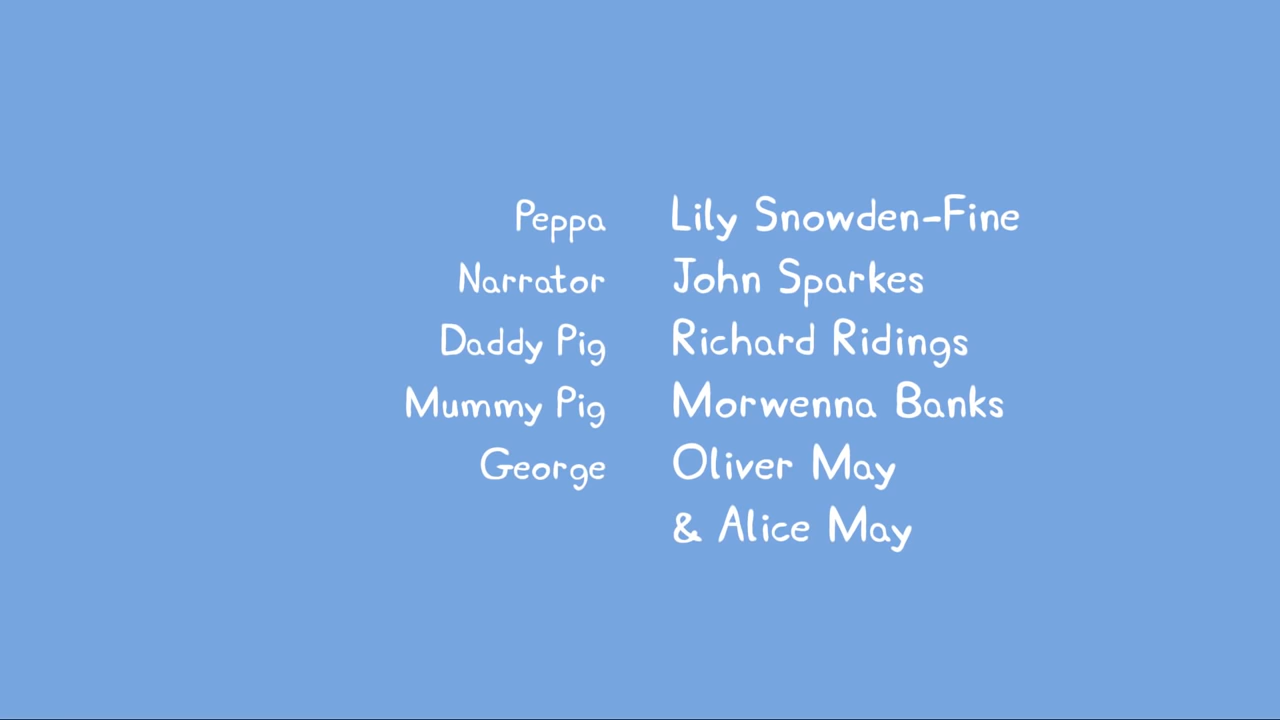 Peppa Lily Snowden-Fine
Narrator John Sparkes
Daddy Pig Richard Ridings
Mummy Pig Morwenna Banks
George Oliver May
& Alice May